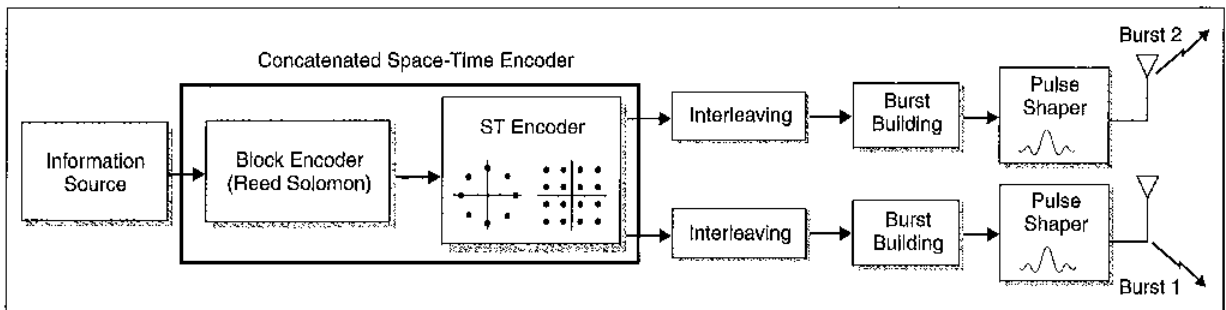 Concatenated Space-Time Encoder
Information
Source
Block Encoder
(Reed Solomon)
ST Encoder
Interleaving
Burst
Building
Pulse
Shaper
Burst 2
Interleaving
Burst
Building
Pulse
Shaper
Burst 1